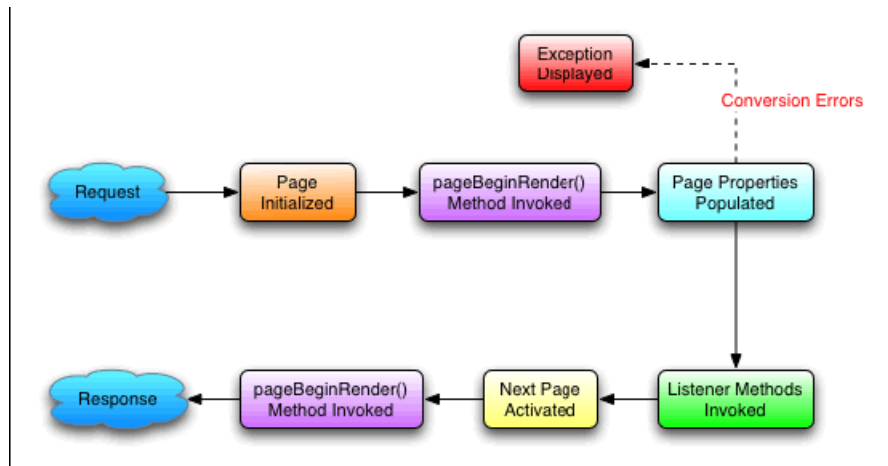 Exception
Displayed
Conversion Errors
Request
Page
Initialized
pageBeginRender()
Method Invoked
Page Properties
Populated
Response
pageBeginRender()
Method Invoked
Next Page
Activated
Listener Methods
Invoked